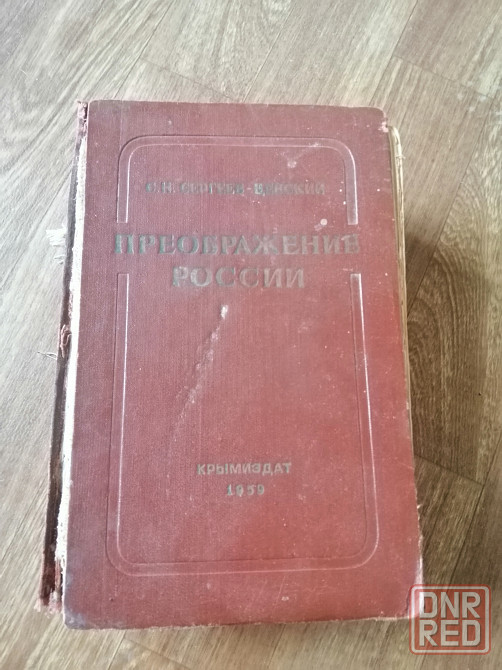 С. Н. СЕРГЕЕВ-ЦЕНСКИЙ
ПРЕОБРАЖЕНИЕ
РОССИИ
КРЫМИЗДАТ
1959
DNR
RED